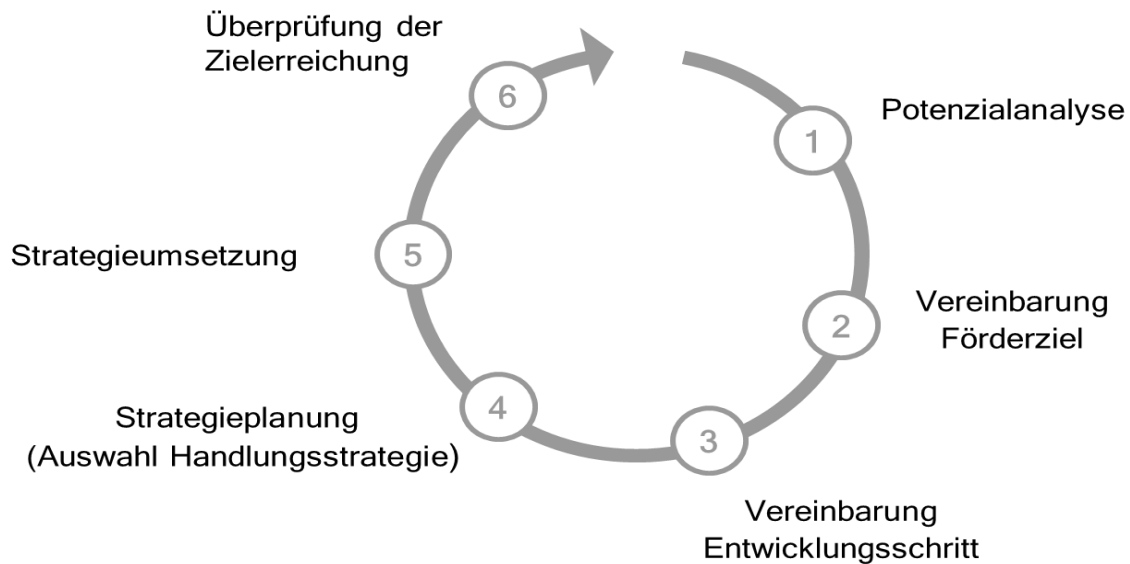 1
Potenzialanalyse
2
Vereinbarung
Förderziel
3
Vereinbarung
Entwicklungsschritt
4
Strategieplanung
(Auswahl Handlungsstrategie)
5
Strategieumsetzung
6
Überprüfung der
Zielerreichung